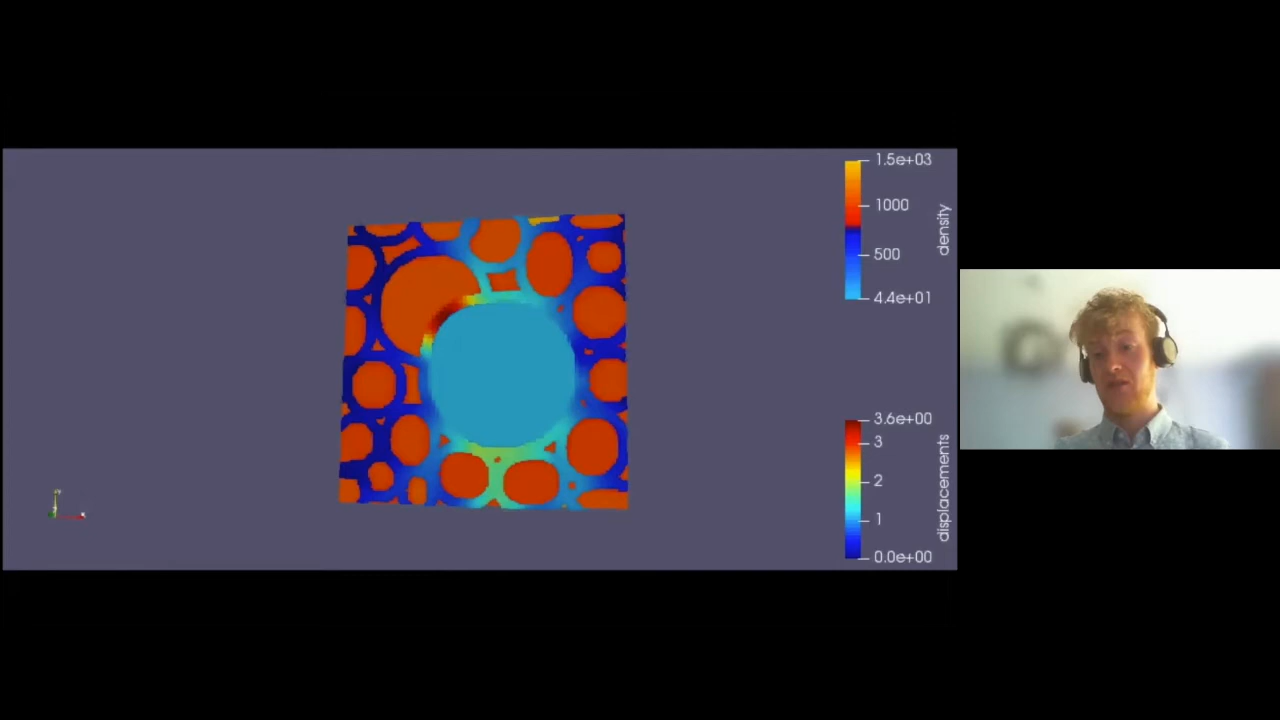 1.5e+03
1000
500
4.4e+01
density
3.6e+00
3
2
1
0.0e+00
displacements